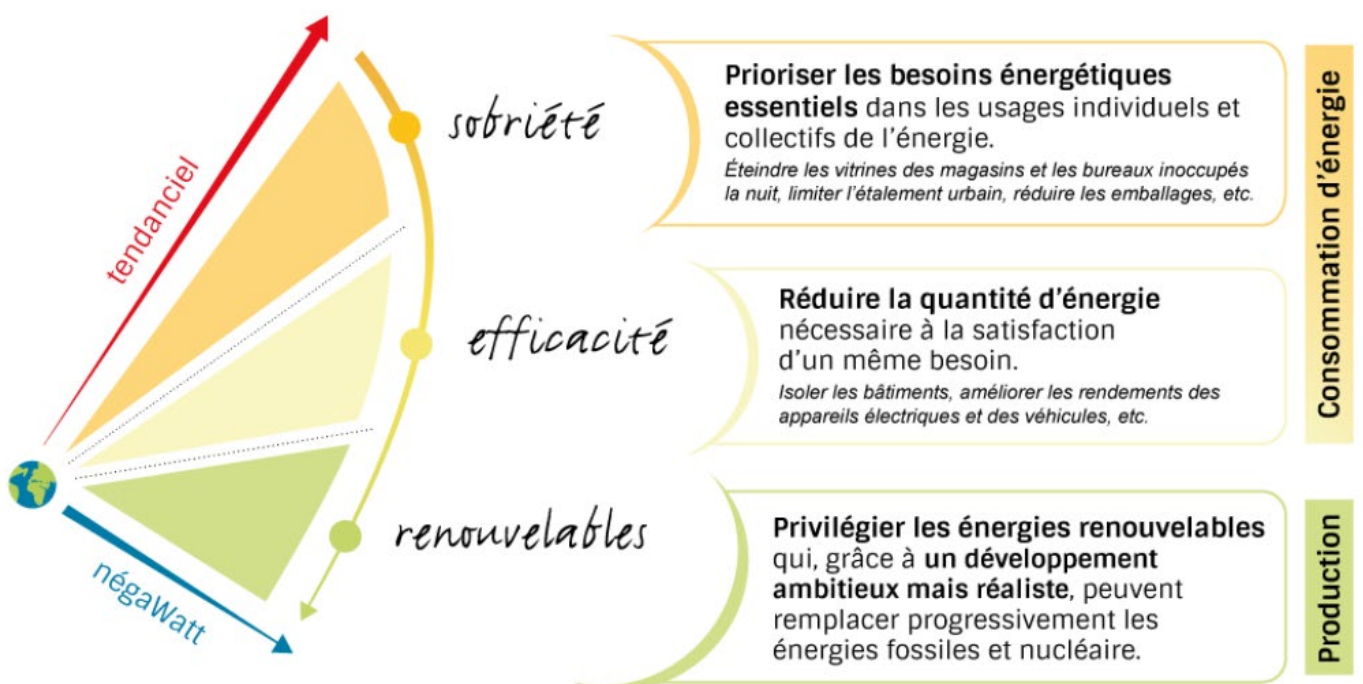 tendanciel
négaWatt
sobriété
Prioriser les besoins énergétiques
essentiels dans les usages individuels et
collectifs de l'énergie.
Éteindre les vitrines des magasins et les bureaux inoccupés
la nuit, limiter l'étalement urbain, réduire les emballages, etc.
efficacité
Réduire la quantité d'énergie
nécessaire à la satisfaction
d'un même besoin.
Isoler les bâtiments, améliorer les rendements des
appareils électriques et des véhicules, etc.
Consommation d'énergie
renouvelables
Privilégier les énergies renouvelables
qui, grâce à un développement
ambitieux mais réaliste, peuvent
remplacer progressivement les
énergies fossiles et nucléaire.
Production